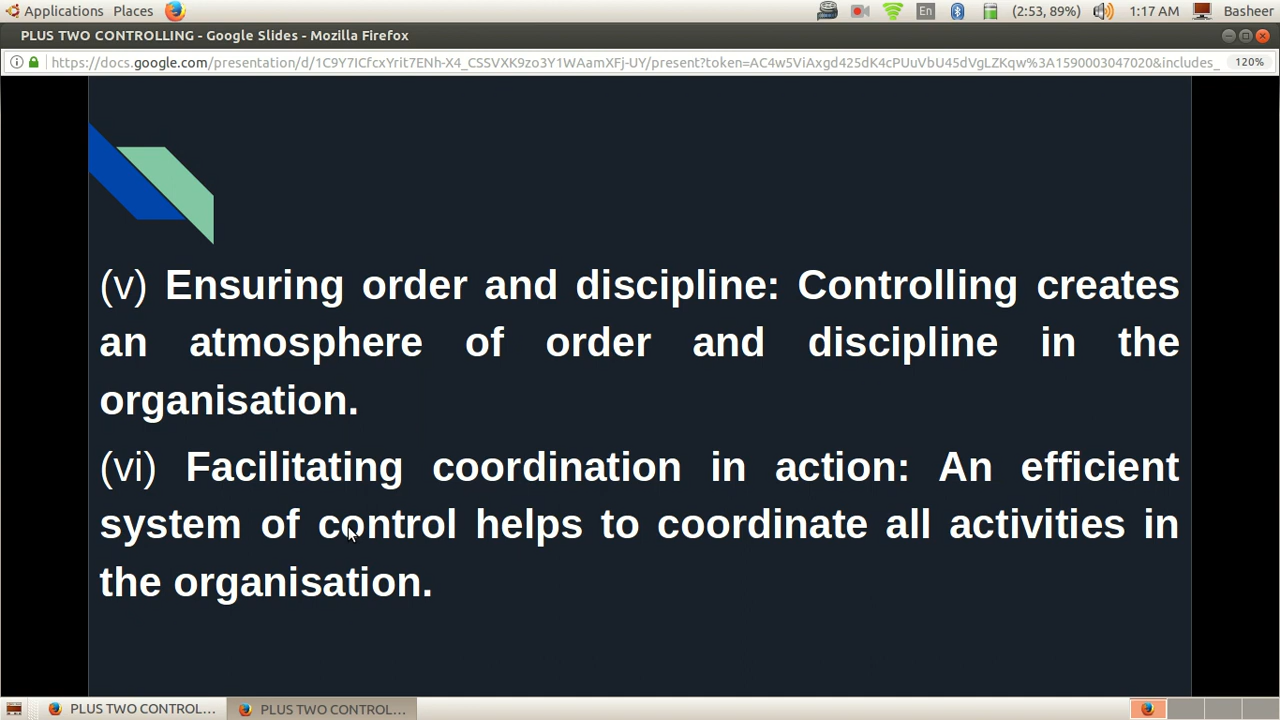 Applications Places En (2:53, 89%) 1:17 AM Basheer
PLUS TWO CONTROLLING - Google Slides - Mozilla Firefox
https://docs.google.com/presentation/d/1C9Y7ICfcxYrit7ENh-X4_CSSVXK9zo3Y1WAamXFj-UY/present?token=AC4w5ViAxgd425dK4cPUuVbU45dVgLZKqw%3A1590003047020&includes_ 120%
(v) Ensuring order and discipline: Controlling creates
an atmosphere of order and discipline in the
organisation.
(vi) Facilitating coordination in action: An efficient
system of control helps to coordinate all activities in
the organisation.
PLUS TWO CONTROL... PLUS TWO CONTROL...